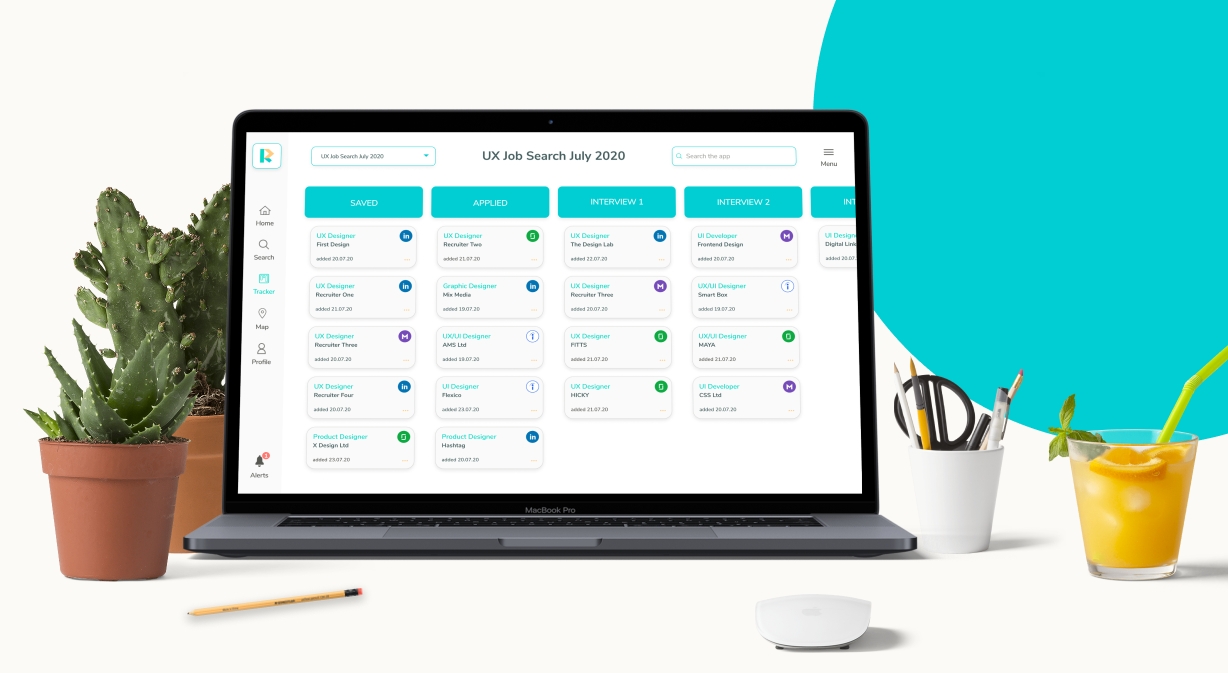 UX Job Search July 2020
UX Job Search July 2020
Search the app
Menu
Home
Search
Tracker
Map
Profile
1
Alerts
SAVED
UX Designer
First Design
added 20.07.20
UX Designer
Recruiter One
added 21.07.20
UX Designer
Recruiter Three
added 20.07.20
UX Designer
Recruiter Four
added 20.07.20
Product Designer
X Design Ltd
added 23.07.20
APPLIED
UX Designer
Recruiter Two
added 21.07.20
Graphic Designer
Mix Media
added 19.07.20
UX/UI Designer
AMS Ltd
added 19.07.20
UI Designer
Flexico
added 23.07.20
Product Designer
Hashtag
added 20.07.20
INTERVIEW 1
UX Designer
The Design Lab
added 22.07.20
UX Designer
Recruiter Three
added 20.07.20
UX Designer
FITTS
added 21.07.20
UX Designer
HICKY
added 21.07.20
INTERVIEW 2
UI Developer
Frontend Design
added 20.07.20
UX/UI Designer
Smart Box
added 19.07.20
UX/UI Designer
MAYA
added 21.07.20
UI Developer
CSS Ltd
added 20.07.20
INT
UI Design
Digital Link
added 20.07
MacBook Pro